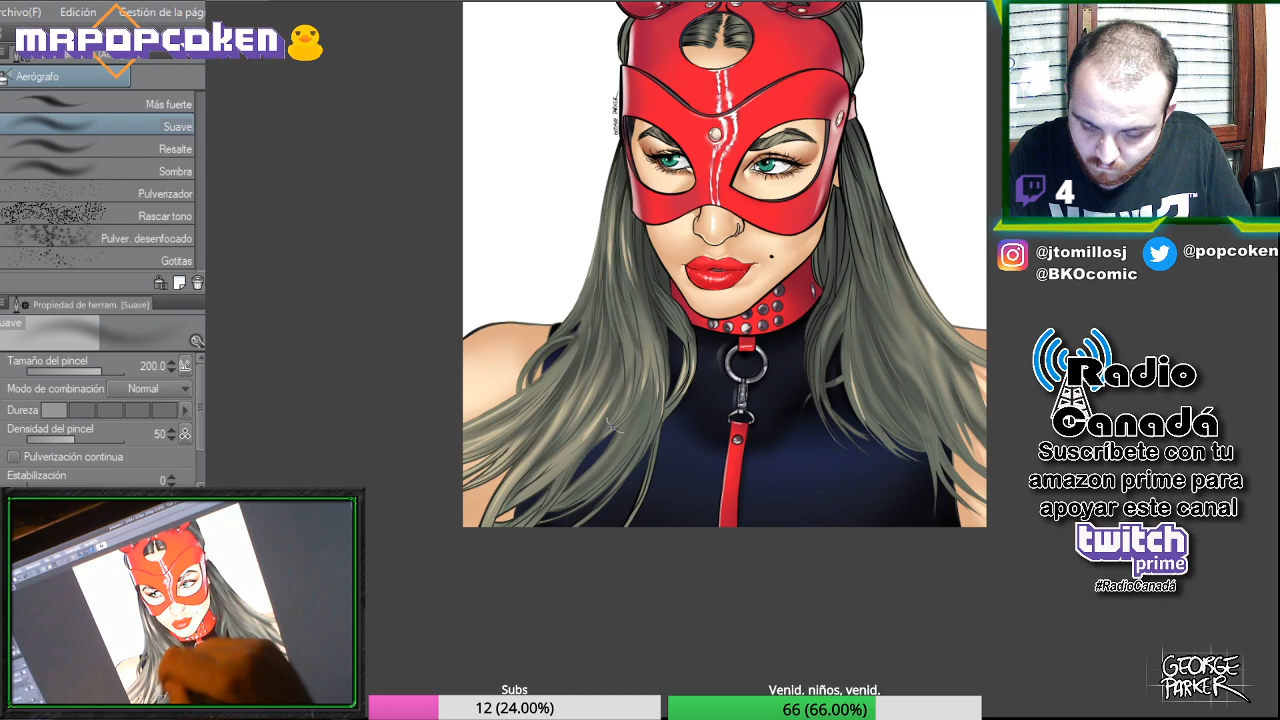 rchivo(F) Edición Gestión de la pág
MRPOPCOKEN
Aerógrafo
Más fuerte
Suave
Resalte
Sombra
Pulverizador
Rascar tono
Pulver. desenfocado
Gotitas
Propiedad de herram. [Suave]
uave
Tamaño del pincel 200.0
Modo de combinación Normal
Dureza
Densidad del pincel 50
Pulverización continua
Estabilización 0
GEORGE PARKER
4
@jtomillosj
@BKOcomic
@popcoken
Radio
Canadá
Suscríbete con tu
amazon prime para
apoyar este canal
twitch
prime
#RadioCanadá
GEORGE
PARKER
Subs
12 (24.00%)
Venid, niños, venid.
66 (66.00%)